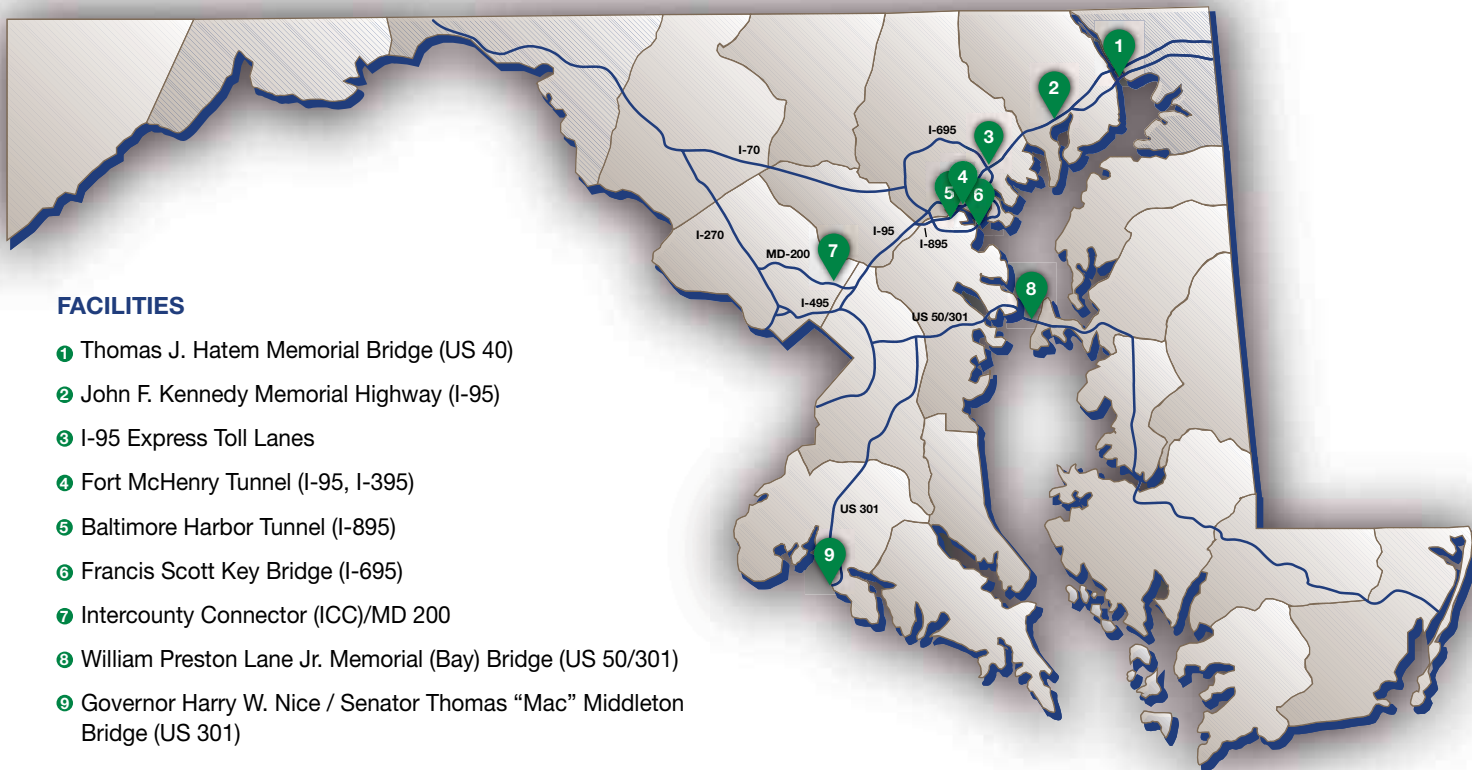 FACILITIES
1 Thomas J. Hatem Memorial Bridge (US 40)
2 John F. Kennedy Memorial Highway (I-95)
3 I-95 Express Toll Lanes
4 Fort McHenry Tunnel (I-95, I-395)
5 Baltimore Harbor Tunnel (I-895)
6 Francis Scott Key Bridge (I-695)
7 Intercounty Connector (ICC)/MD 200
8 William Preston Lane Jr. Memorial (Bay) Bridge (US 50/301)
9 Governor Harry W. Nice / Senator Thomas “Mac” Middleton
Bridge (US 301)
1
2
I-695
3
I-70
4
5
6
I-270
I-95
I-895
MD-200
7
I-495
8
US 50/301
US 301
9